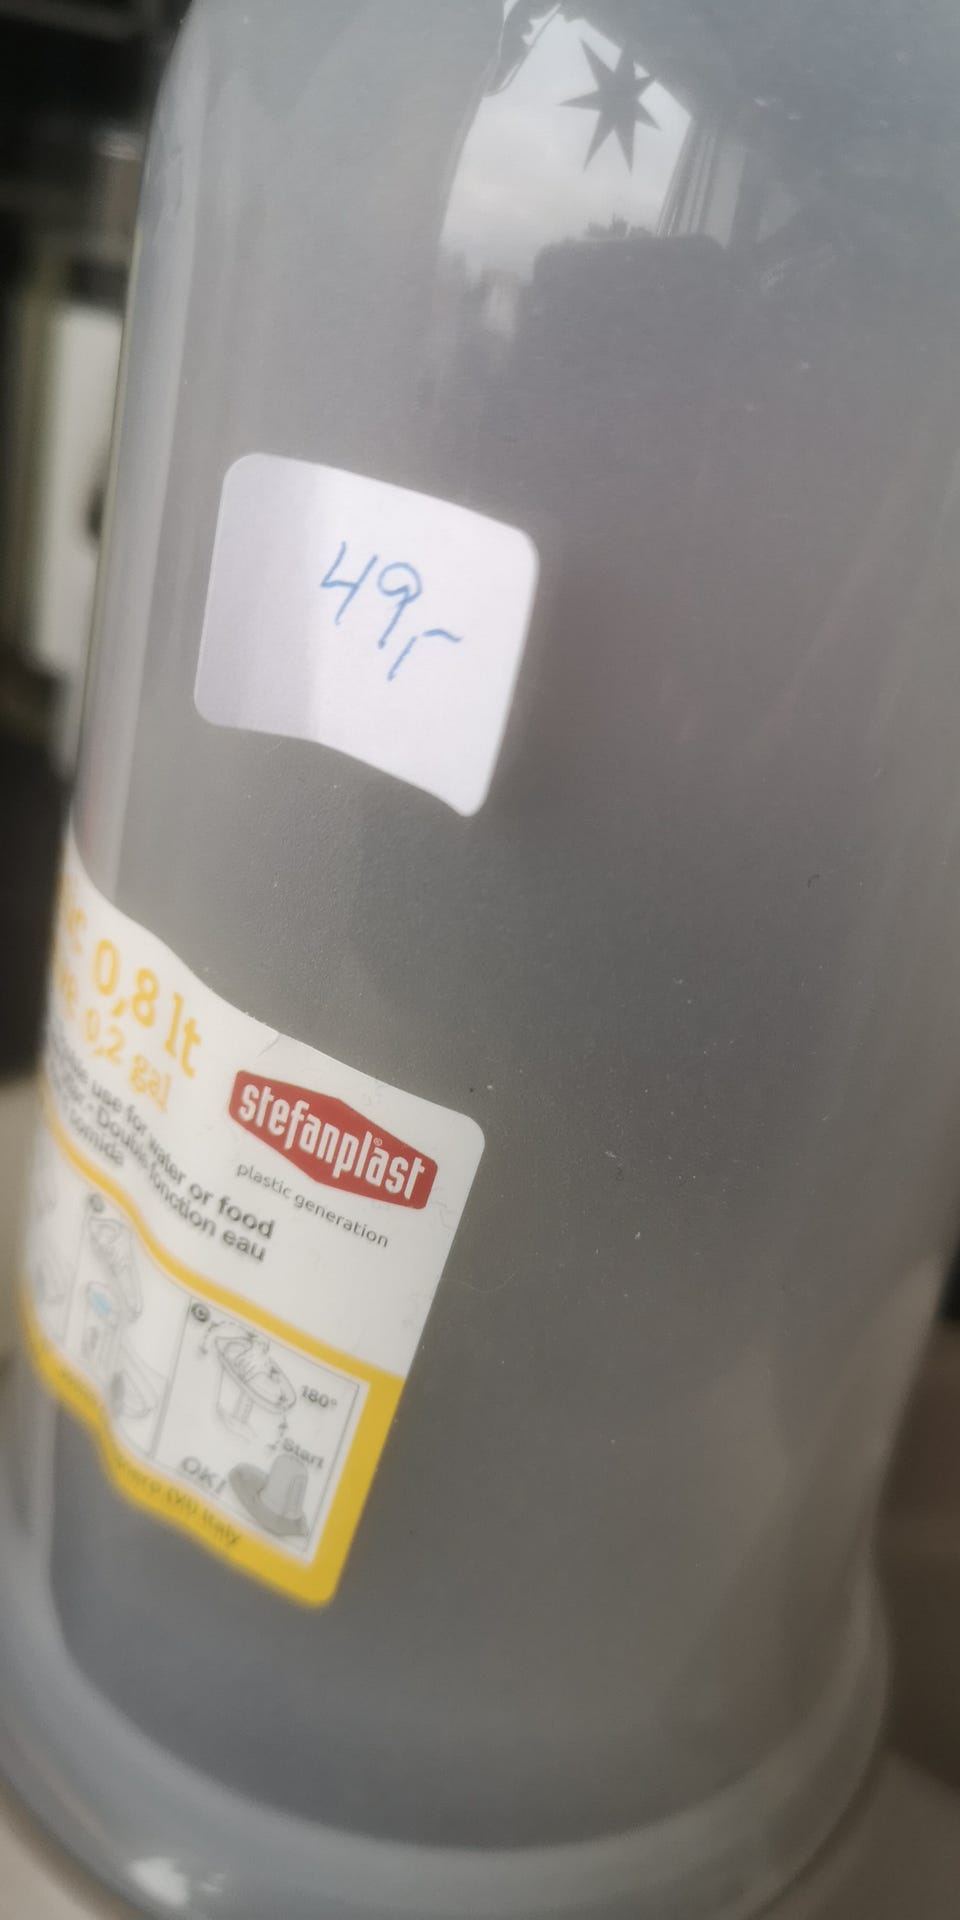 49,-
0,8 lt
0,2 gal
stefanplast®
plastic generation
use for water or food
Double fonction eau
comida
C
180°
Start
OK!
Italy